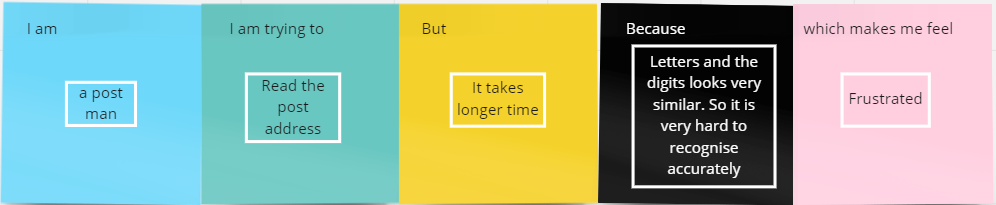 I am
a post
man
I am trying to
Read the
post
address
But
It takes
longer time
Because
Letters and the
digits looks very
similar. So it is
very hard to
recognise
accurately
which makes me feel
Frustrated